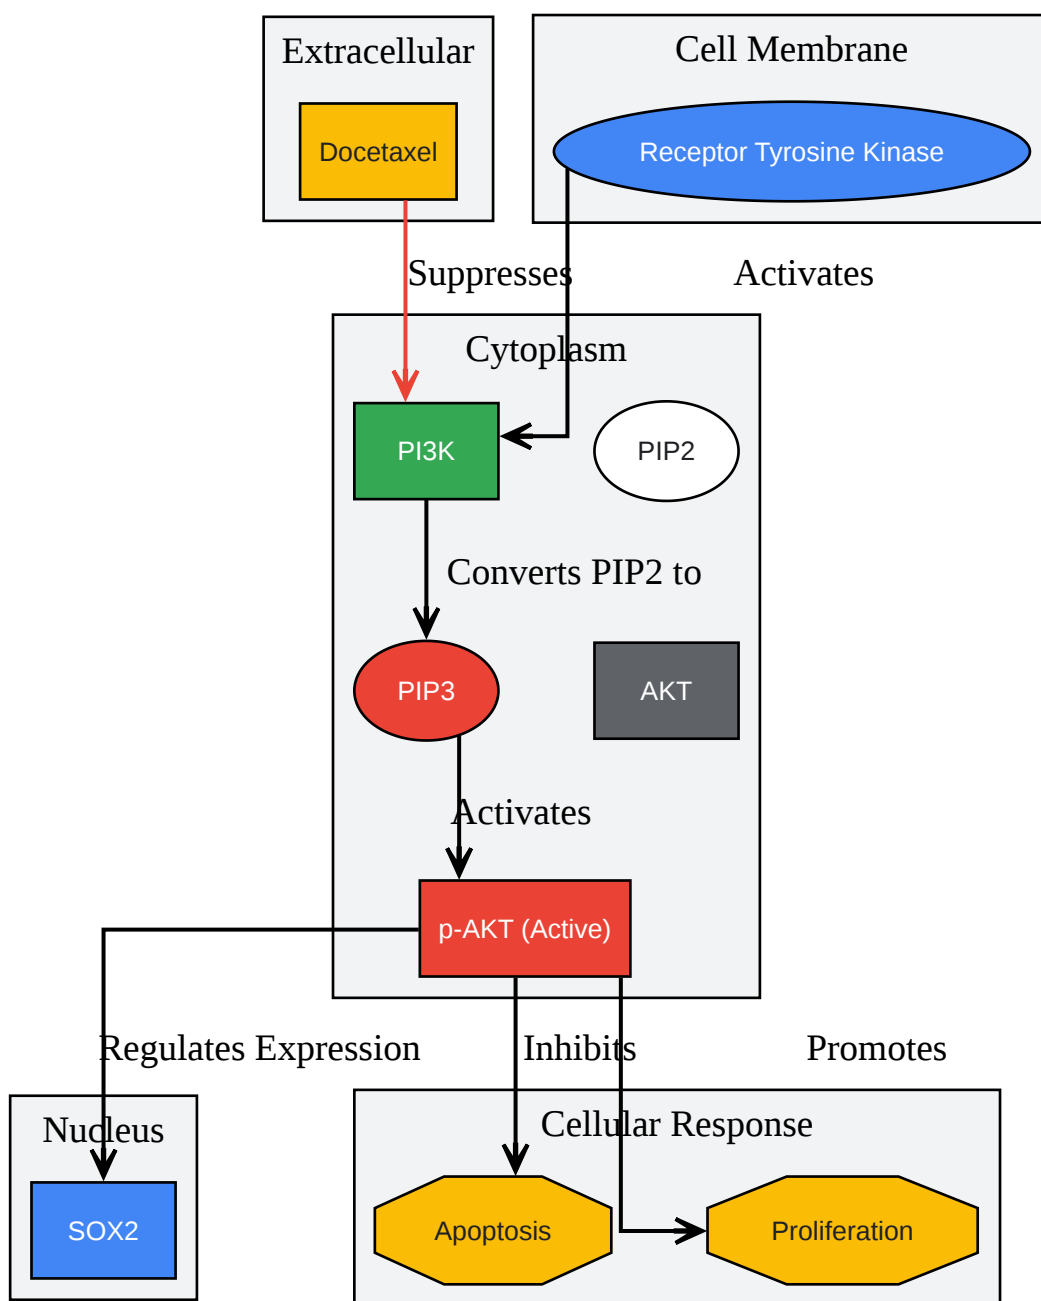 Extracellular
Cell Membrane
Docetaxel
Receptor Tyrosine Kinase
Suppresses
Activates
Cytoplasm
PI3K
PIP2
Converts PIP2 to
PIP3
AKT
Activates
p-AKT (Active)
Regulates Expression
Inhibits
Promotes
Nucleus
Cellular Response
SOX2
Apoptosis
Proliferation